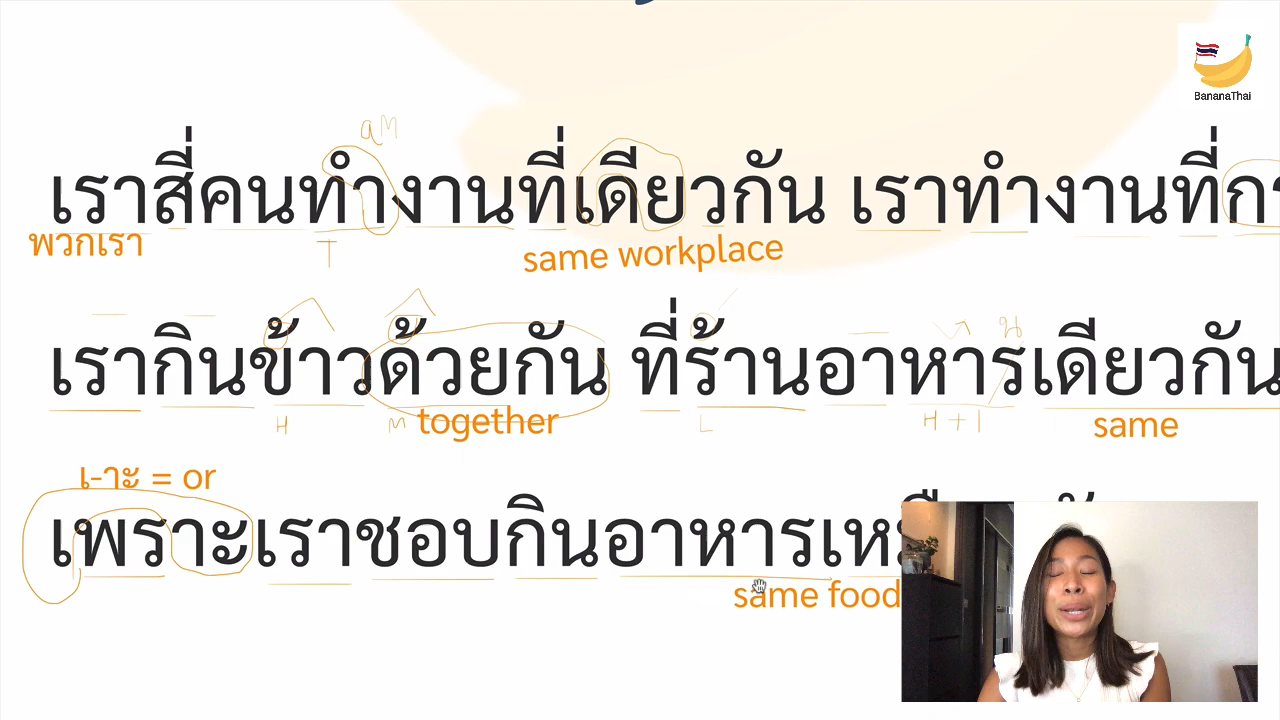 BananaThai
aM
เราสี่คนทำงานที่เดียวกัน เราทำงานที่
พวกเรา
T
same workplace
เรากินข้าวด้วยกัน ที่ร้านอาหารเดียวกัน
น
H M L H+1
together
same
เ-าะ = or
เพราะเราชอบกินอาหาร
same food